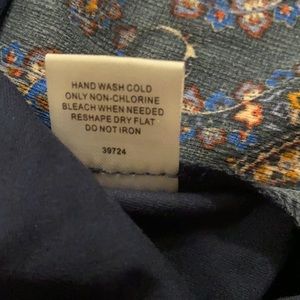 HAND WASH COLD
ONLY NON-CHLORINE
BLEACH WHEN NEEDED
RESHAPE DRY FLAT
DO NOT IRON
39724